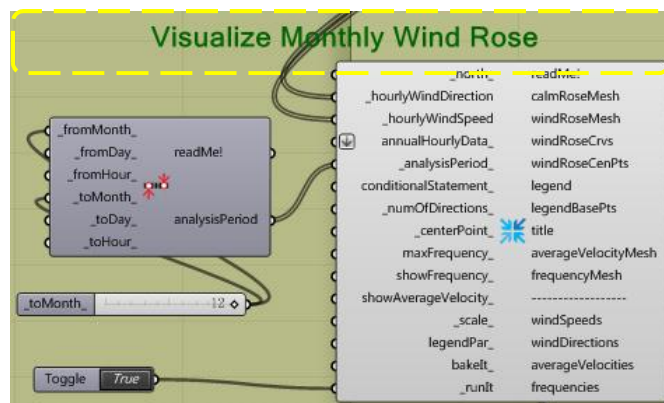 Visualize Monthly Wind Rose
_fromMonth_
_fromDay_
_fromHour_
_toMonth_
_toDay_
_toHour_
readMe!
analysisPeriod
_toMonth_
12
Toggle True
_north_ readMe!
_hourlyWindDirection calmRoseMesh
_hourlyWindSpeed windRoseMesh
annualHourlyData_ windRoseCrvs
_analysisPeriod_ windRoseCenPts
conditionalStatement_ legend
_numOfDirections_ legendBasePts
_centerPoint_ title
maxFrequency_ averageVelocityMesh
showFrequency_ frequencyMesh
showAverageVelocity_ ------------------
_scale_ windSpeeds
legendPar_ windDirections
bakeIt_ averageVelocities
_runIt frequencies